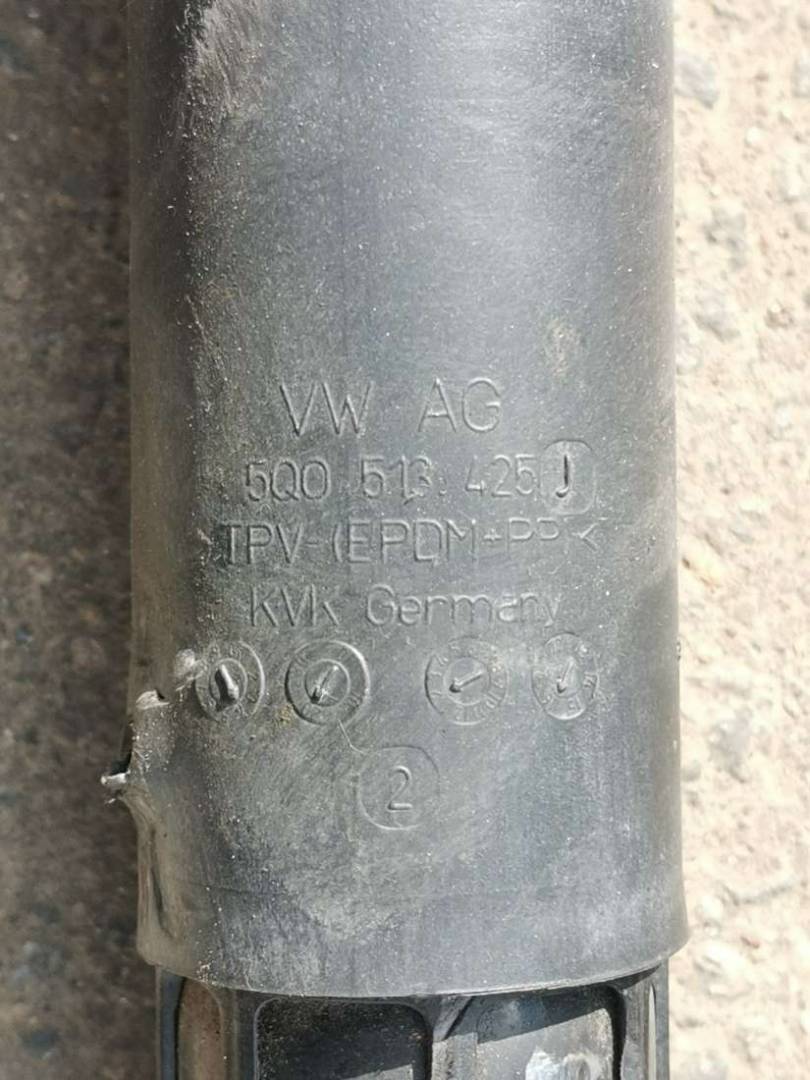 VW AG
5Q0 513 425 J
>TPV-(EPDM+PP)<
KVK Germany
2